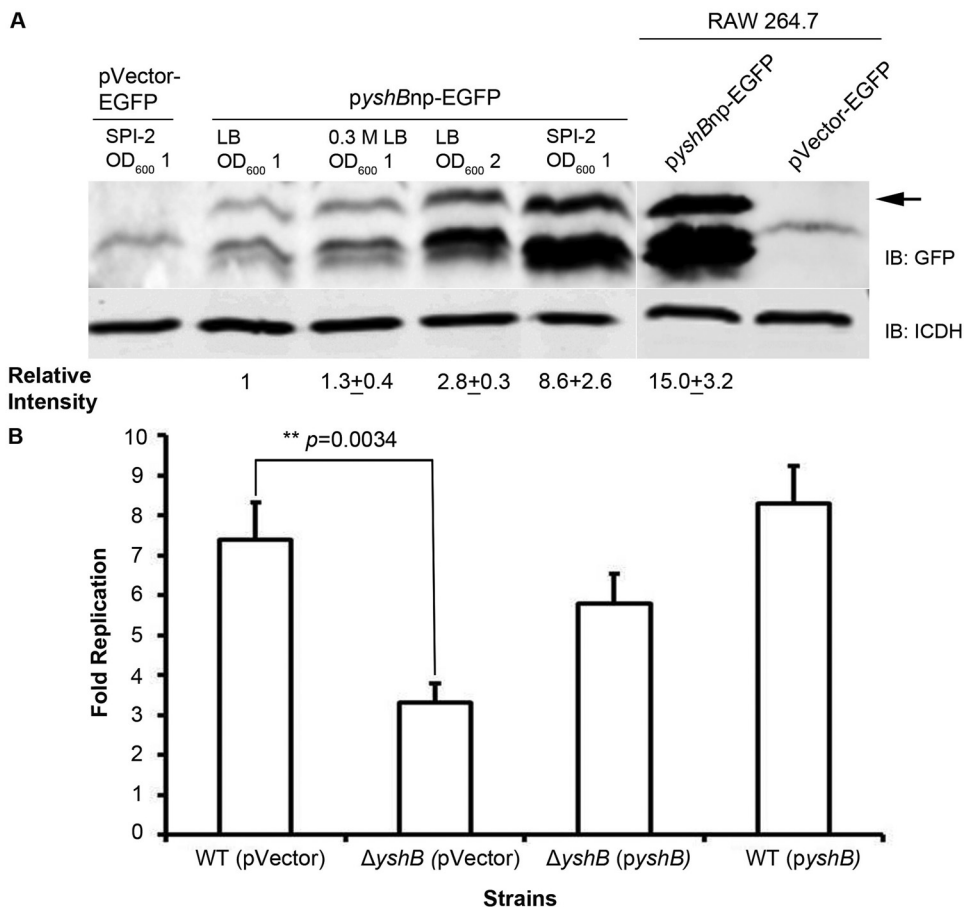 A
RAW 264.7
pVector-
EGFP
pyshBnp-EGFP
pyshBnp-EGFP
pVector-EGFP
SPI-2
OD600 1
LB
OD600 1
0.3 M LB
OD600 1
LB
OD600 2
SPI-2
OD600 1
IB: GFP
IB: ICDH
Relative
Intensity
1 1.3+0.4 2.8+0.3 8.6+2.6 15.0+3.2
B
** p=0.0034
10
9
8
7
6
5
4
3
2
1
0
Fold Replication
WT (pVector) ΔyshB (pVector) ΔyshB (pyshB) WT (pyshB)
Strains